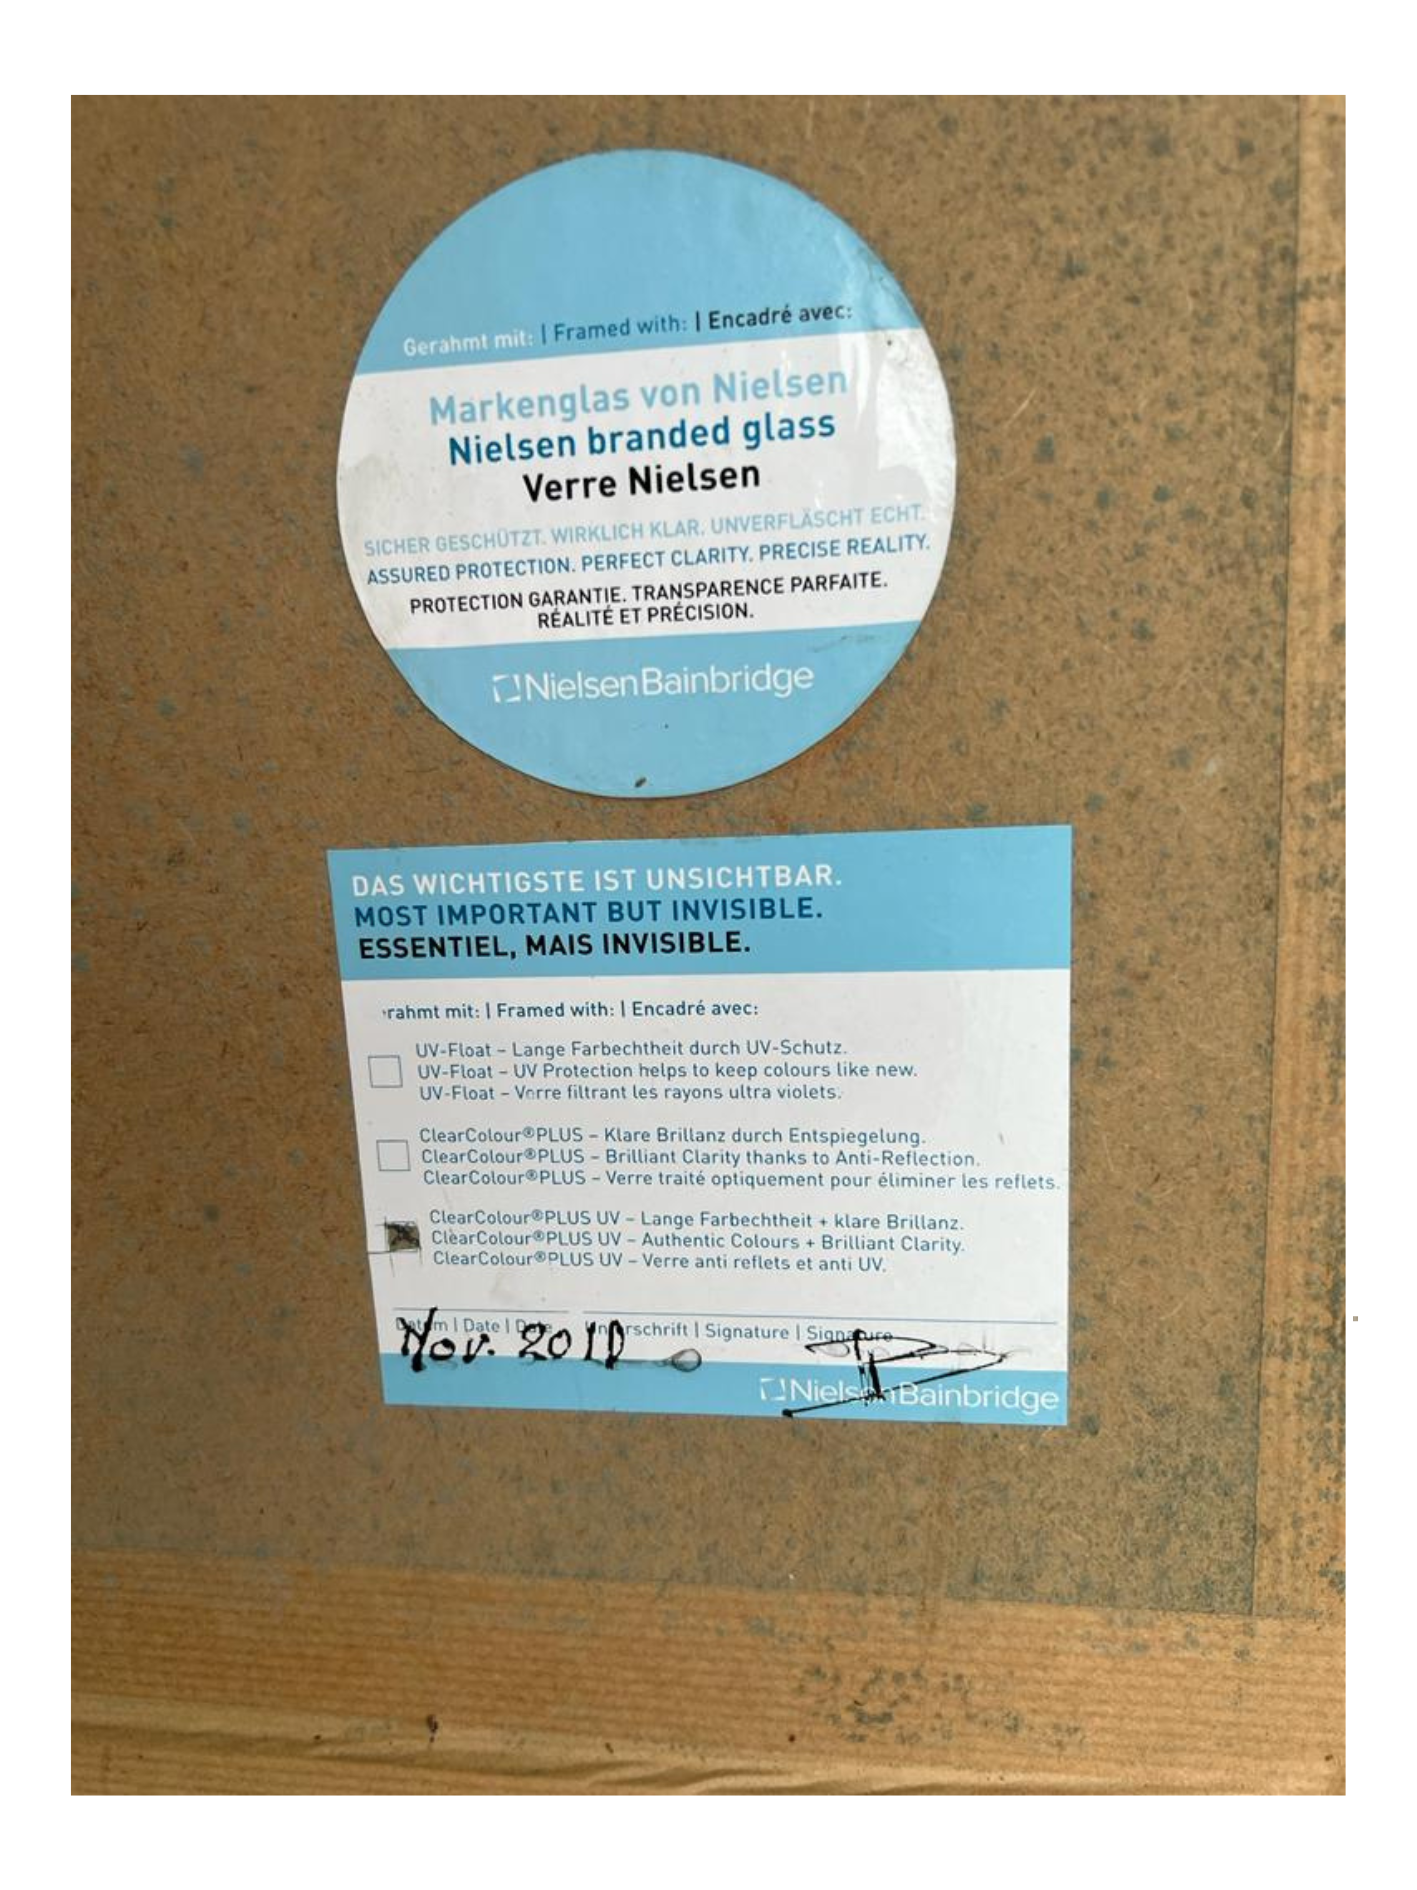 Gerahmt mit: | Framed with: | Encadré avec:
Markenglas von Nielsen
Nielsen branded glass
Verre Nielsen
SICHER GESCHÜTZT. WIRKLICH KLAR. UNVERFLÄSCHT ECHT.
ASSURED PROTECTION. PERFECT CLARITY. PRECISE REALITY.
PROTECTION GARANTIE. TRANSPARENCE PARFAITE.
RÉALITÉ ET PRÉCISION.
NielsenBainbridge
DAS WICHTIGSTE IST UNSICHTBAR.
MOST IMPORTANT BUT INVISIBLE.
ESSENTIEL, MAIS INVISIBLE.
rahmt mit: | Framed with: | Encadré avec:
UV-Float – Lange Farbechtheit durch UV-Schutz.
UV-Float – UV Protection helps to keep colours like new.
UV-Float – Verre filtrant les rayons ultra violets.
ClearColour®PLUS – Klare Brillanz durch Entspiegelung.
ClearColour®PLUS – Brilliant Clarity thanks to Anti-Reflection.
ClearColour®PLUS – Verre traité optiquement pour éliminer les reflets.
ClearColour®PLUS UV – Lange Farbechtheit + klare Brillanz.
ClearColour®PLUS UV – Authentic Colours + Brilliant Clarity.
ClearColour®PLUS UV – Verre anti reflets et anti UV.
Datum | Date | Date Unterschrift | Signature | Signature
Nov. 2010
NielsenBainbridge